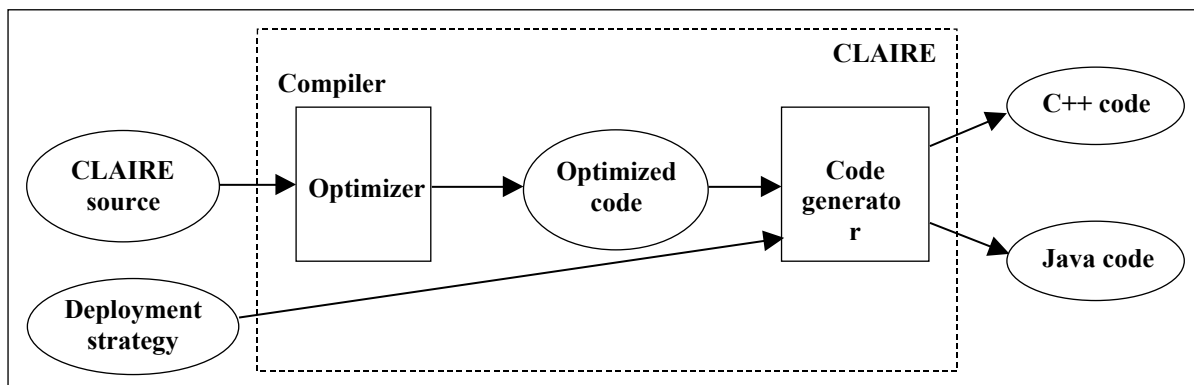 CLAIRE
Compiler
C++ code
CLAIRE
source
Optimizer
Optimized
code
Code
generato
r
Java code
Deployment
strategy